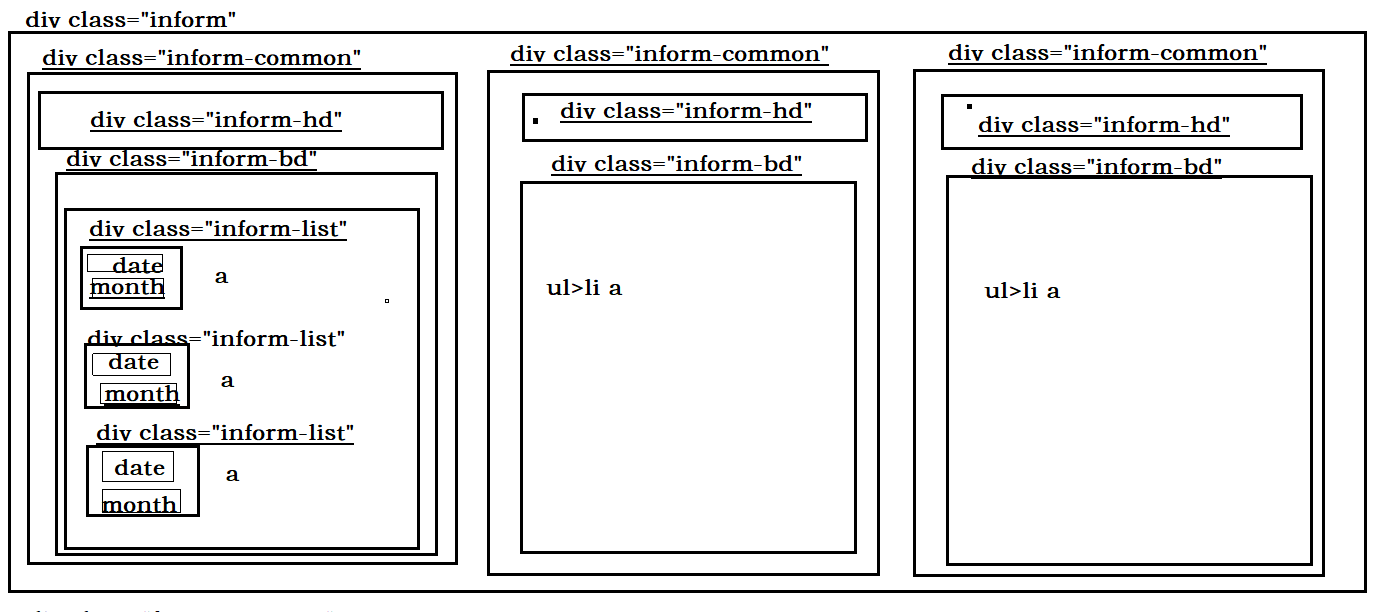 div class="inform"
div class="inform-common"
div class="inform-hd"
div class="inform-bd"
div class="inform-list"
date
month
a
div class="inform-list"
date
month
a
div class="inform-list"
date
month
a
div class="inform-common"
div class="inform-hd"
div class="inform-bd"
ul>li a
div class="inform-common"
div class="inform-hd"
div class="inform-bd"
ul>li a